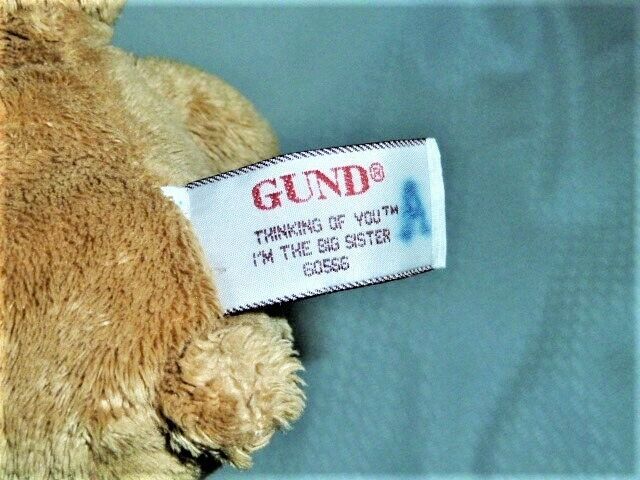 GUND®
THINKING OF YOU™
I'M THE BIG SISTER
60556
A